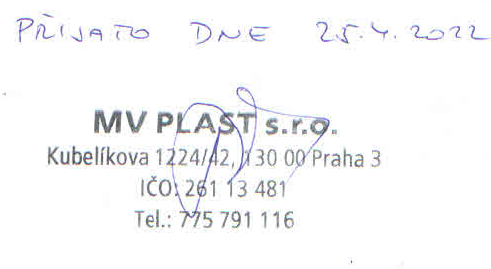 PŘIJATO DNE 25.4.2022
MV PLAST s.r.o.
Kubelíkova 1224/42, 130 00 Praha 3
IČO: 261 13 481
Tel.: 775 791 116